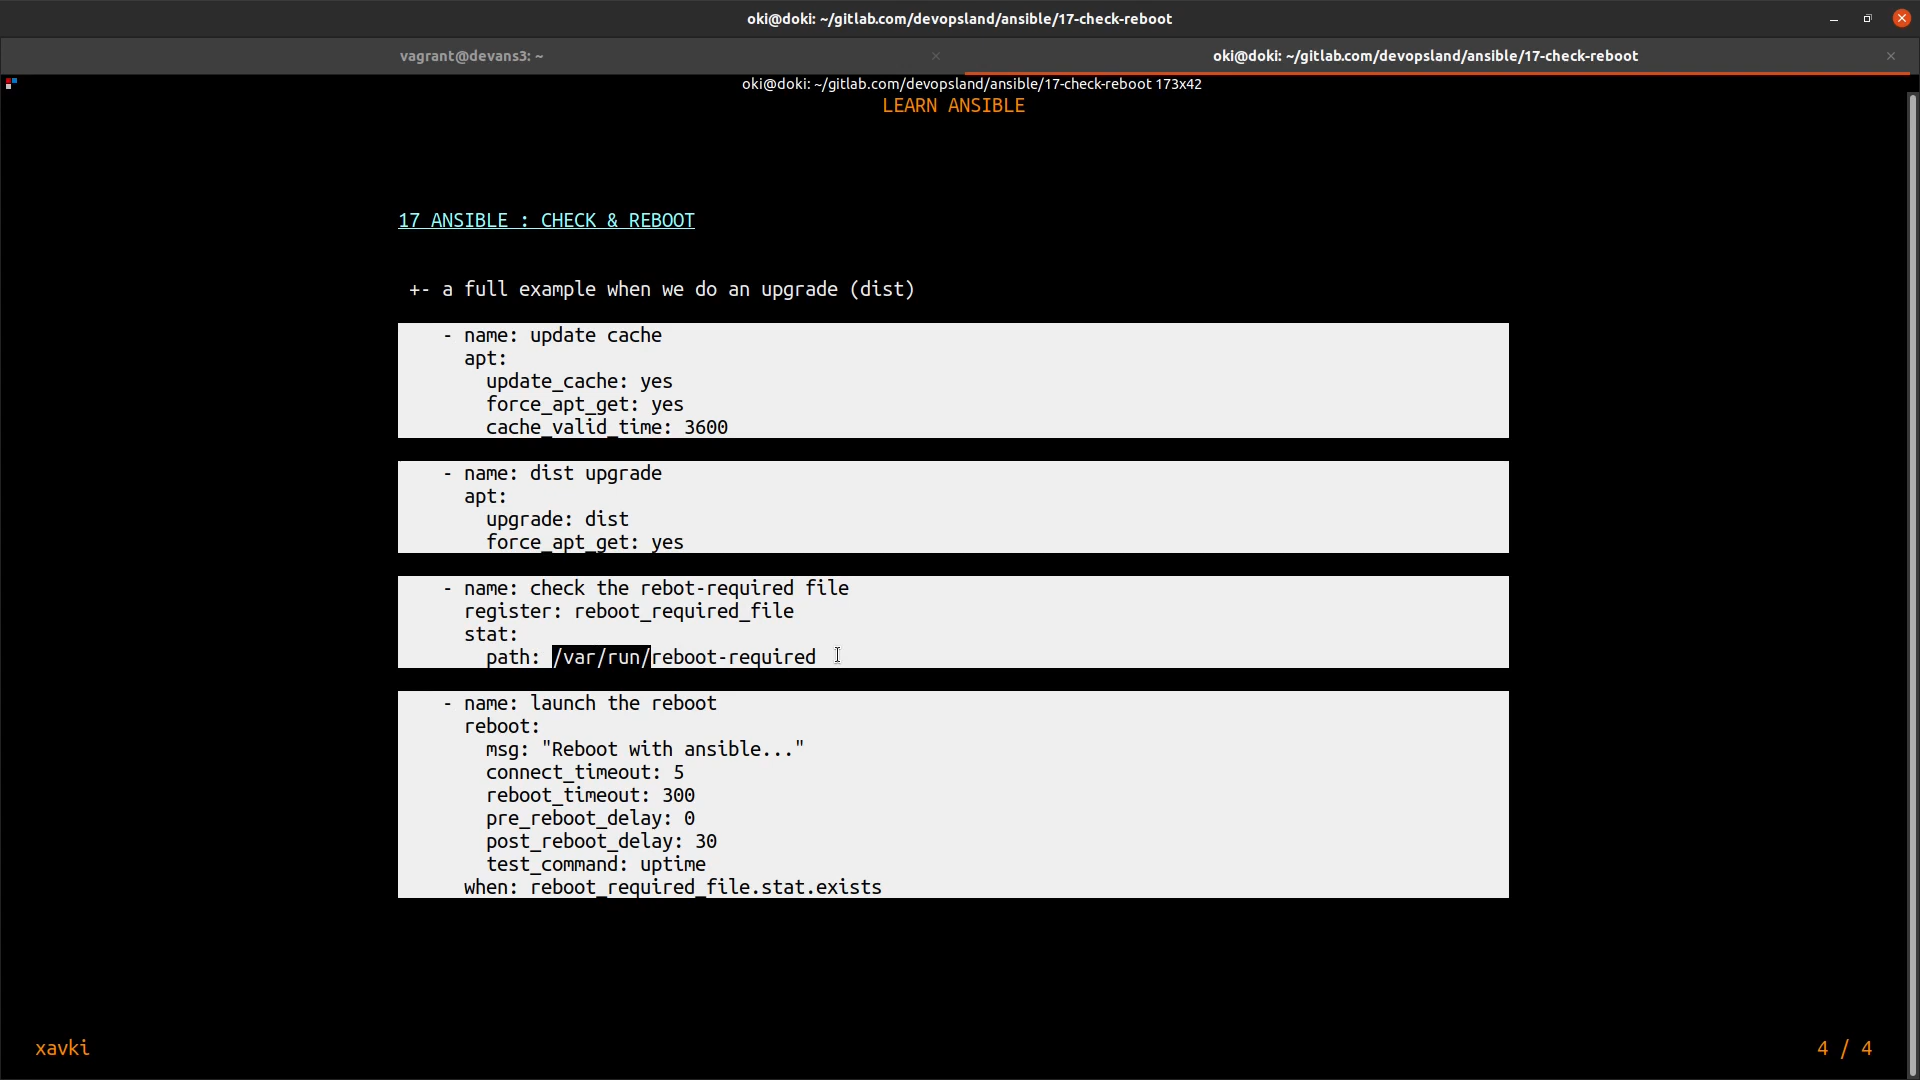 oki@doki: ~/gitlab.com/devopsland/ansible/17-check-reboot
vagrant@devans3: ~
oki@doki: ~/gitlab.com/devopsland/ansible/17-check-reboot
oki@doki: ~/gitlab.com/devopsland/ansible/17-check-reboot 173x42
LEARN ANSIBLE
17 ANSIBLE : CHECK & REBOOT
+- a full example when we do an upgrade (dist)
- name: update cache
apt:
update_cache: yes
force_apt_get: yes
cache_valid_time: 3600
- name: dist upgrade
apt:
upgrade: dist
force_apt_get: yes
- name: check the rebot-required file
register: reboot_required_file
stat:
path: /var/run/reboot-required
- name: launch the reboot
reboot:
msg: "Reboot with ansible..."
connect_timeout: 5
reboot_timeout: 300
pre_reboot_delay: 0
post_reboot_delay: 30
test_command: uptime
when: reboot_required_file.stat.exists
xavki
4 / 4